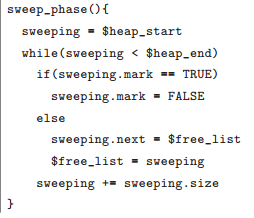 sweep_phase(){
  sweeping = $heap_start
  while(sweeping < $heap_end)
    if(sweeping.mark == TRUE)
      sweeping.mark = FALSE
    else
      sweeping.next = $free_list
      $free_list = sweeping
    sweeping += sweeping.size
}